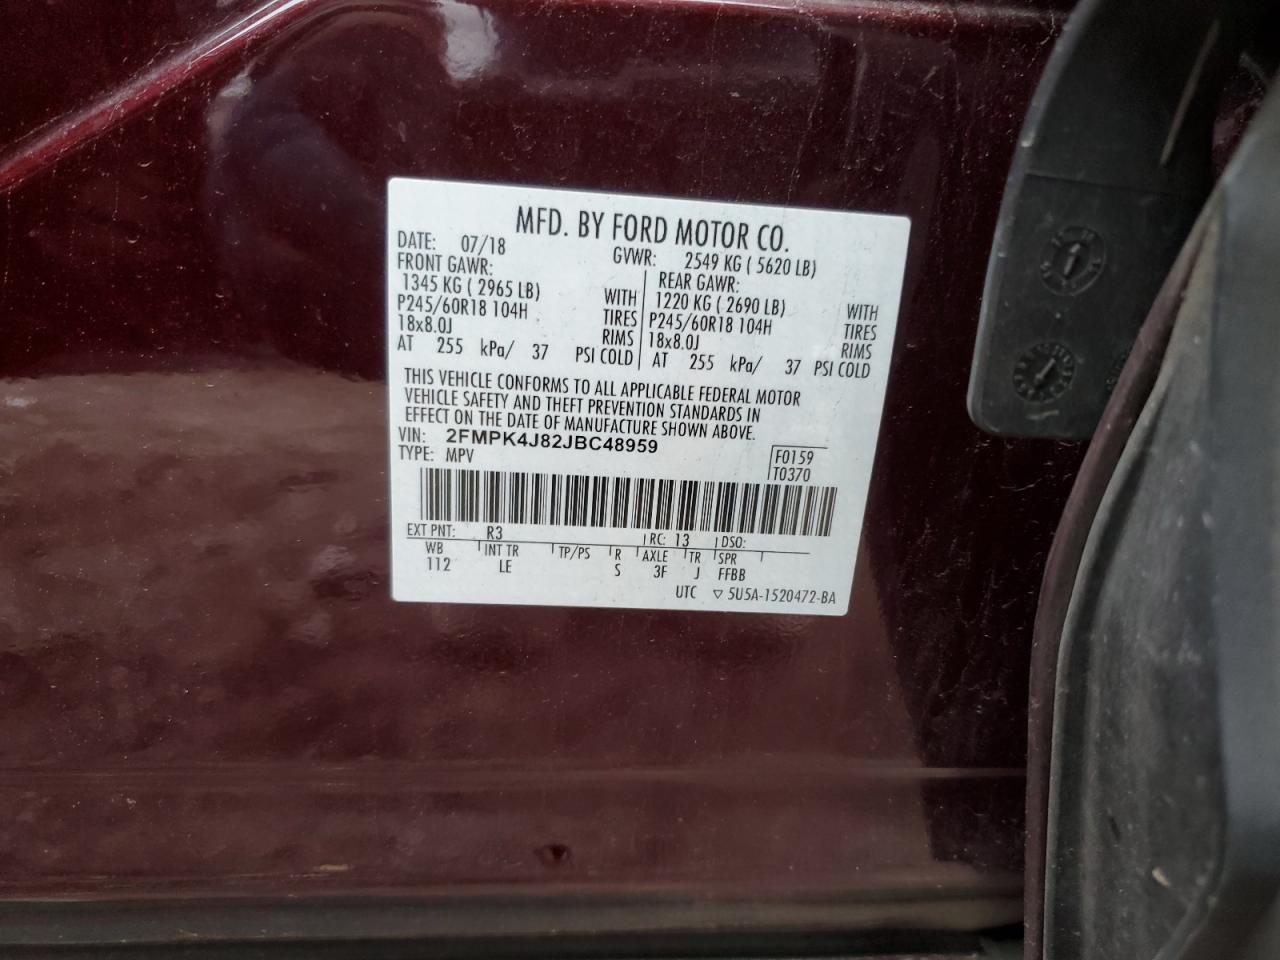 MFD. BY FORD MOTOR CO.
DATE: 07/18 GVWR: 2549 KG ( 5620 LB)
FRONT GAWR: REAR GAWR:
1345 KG ( 2965 LB) WITH 1220 KG ( 2690 LB) WITH
P245/60R18 104H TIRES P245/60R18 104H TIRES
18x8.0J RIMS 18x8.0J RIMS
AT 255 kPa/ 37 PSI COLD AT 255 kPa/ 37 PSI COLD
THIS VEHICLE CONFORMS TO ALL APPLICABLE FEDERAL MOTOR
VEHICLE SAFETY AND THEFT PREVENTION STANDARDS IN
EFFECT ON THE DATE OF MANUFACTURE SHOWN ABOVE.
VIN: 2FMPK4J82JBC48959
TYPE: MPV
F0159
T0370
EXT PNT: R3 RC: 13 DSO:
WB INT TR TP/PS R AXLE TR SPR
112 LE S 3F J FFBB
UTC ▽ 5U5A-1520472-BA